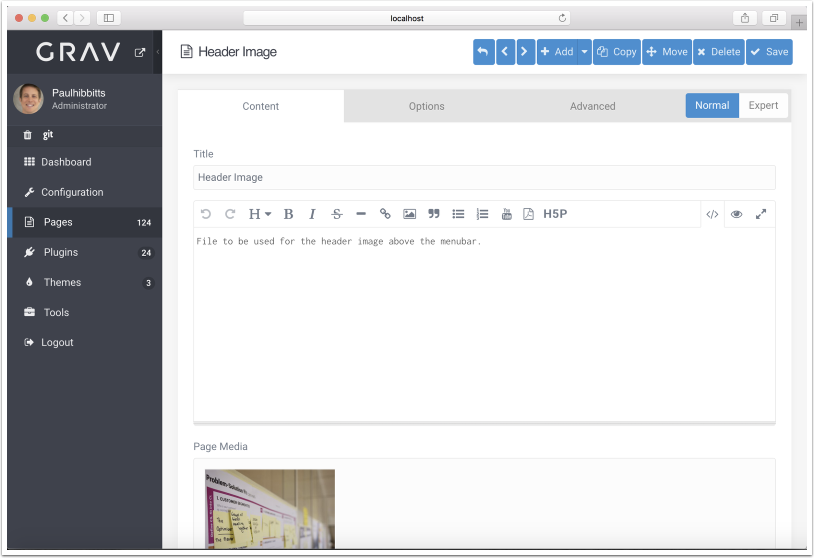 localhost
GRAV
Header Image
Add
Copy
Move
Delete
Save
Paulhibbitts
Administrator
git
Dashboard
Configuration
Pages 124
Plugins 24
Themes 3
Tools
Logout
Content
Options
Advanced
Normal
Expert
Title
Header Image
H B I S H5P
File to be used for the header image above the menubar.
Page Media
Problem-Solution